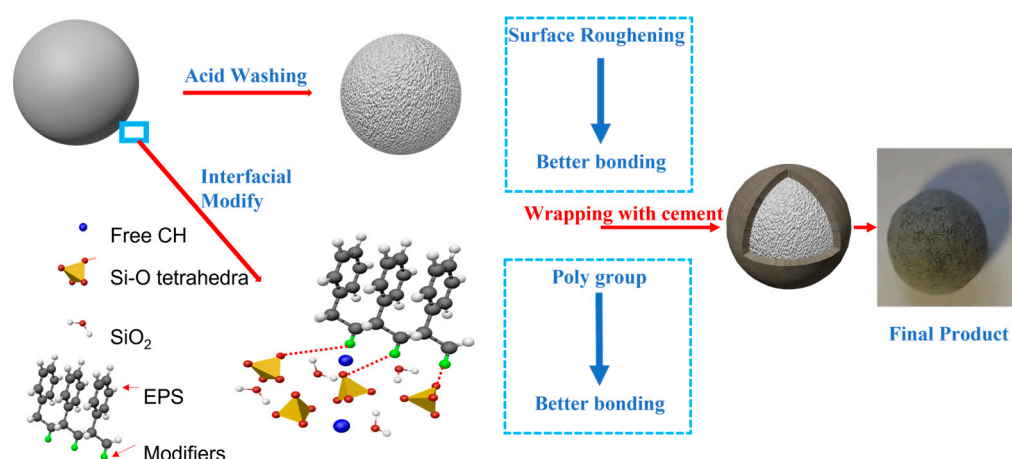 Acid Washing
Surface Roughening
Better bonding
Interfacial
Modify
Wrapping with cement
Free CH
Si-O tetrahedra
SiO₂
EPS
Modifiers
Poly group
Better bonding
Final Product